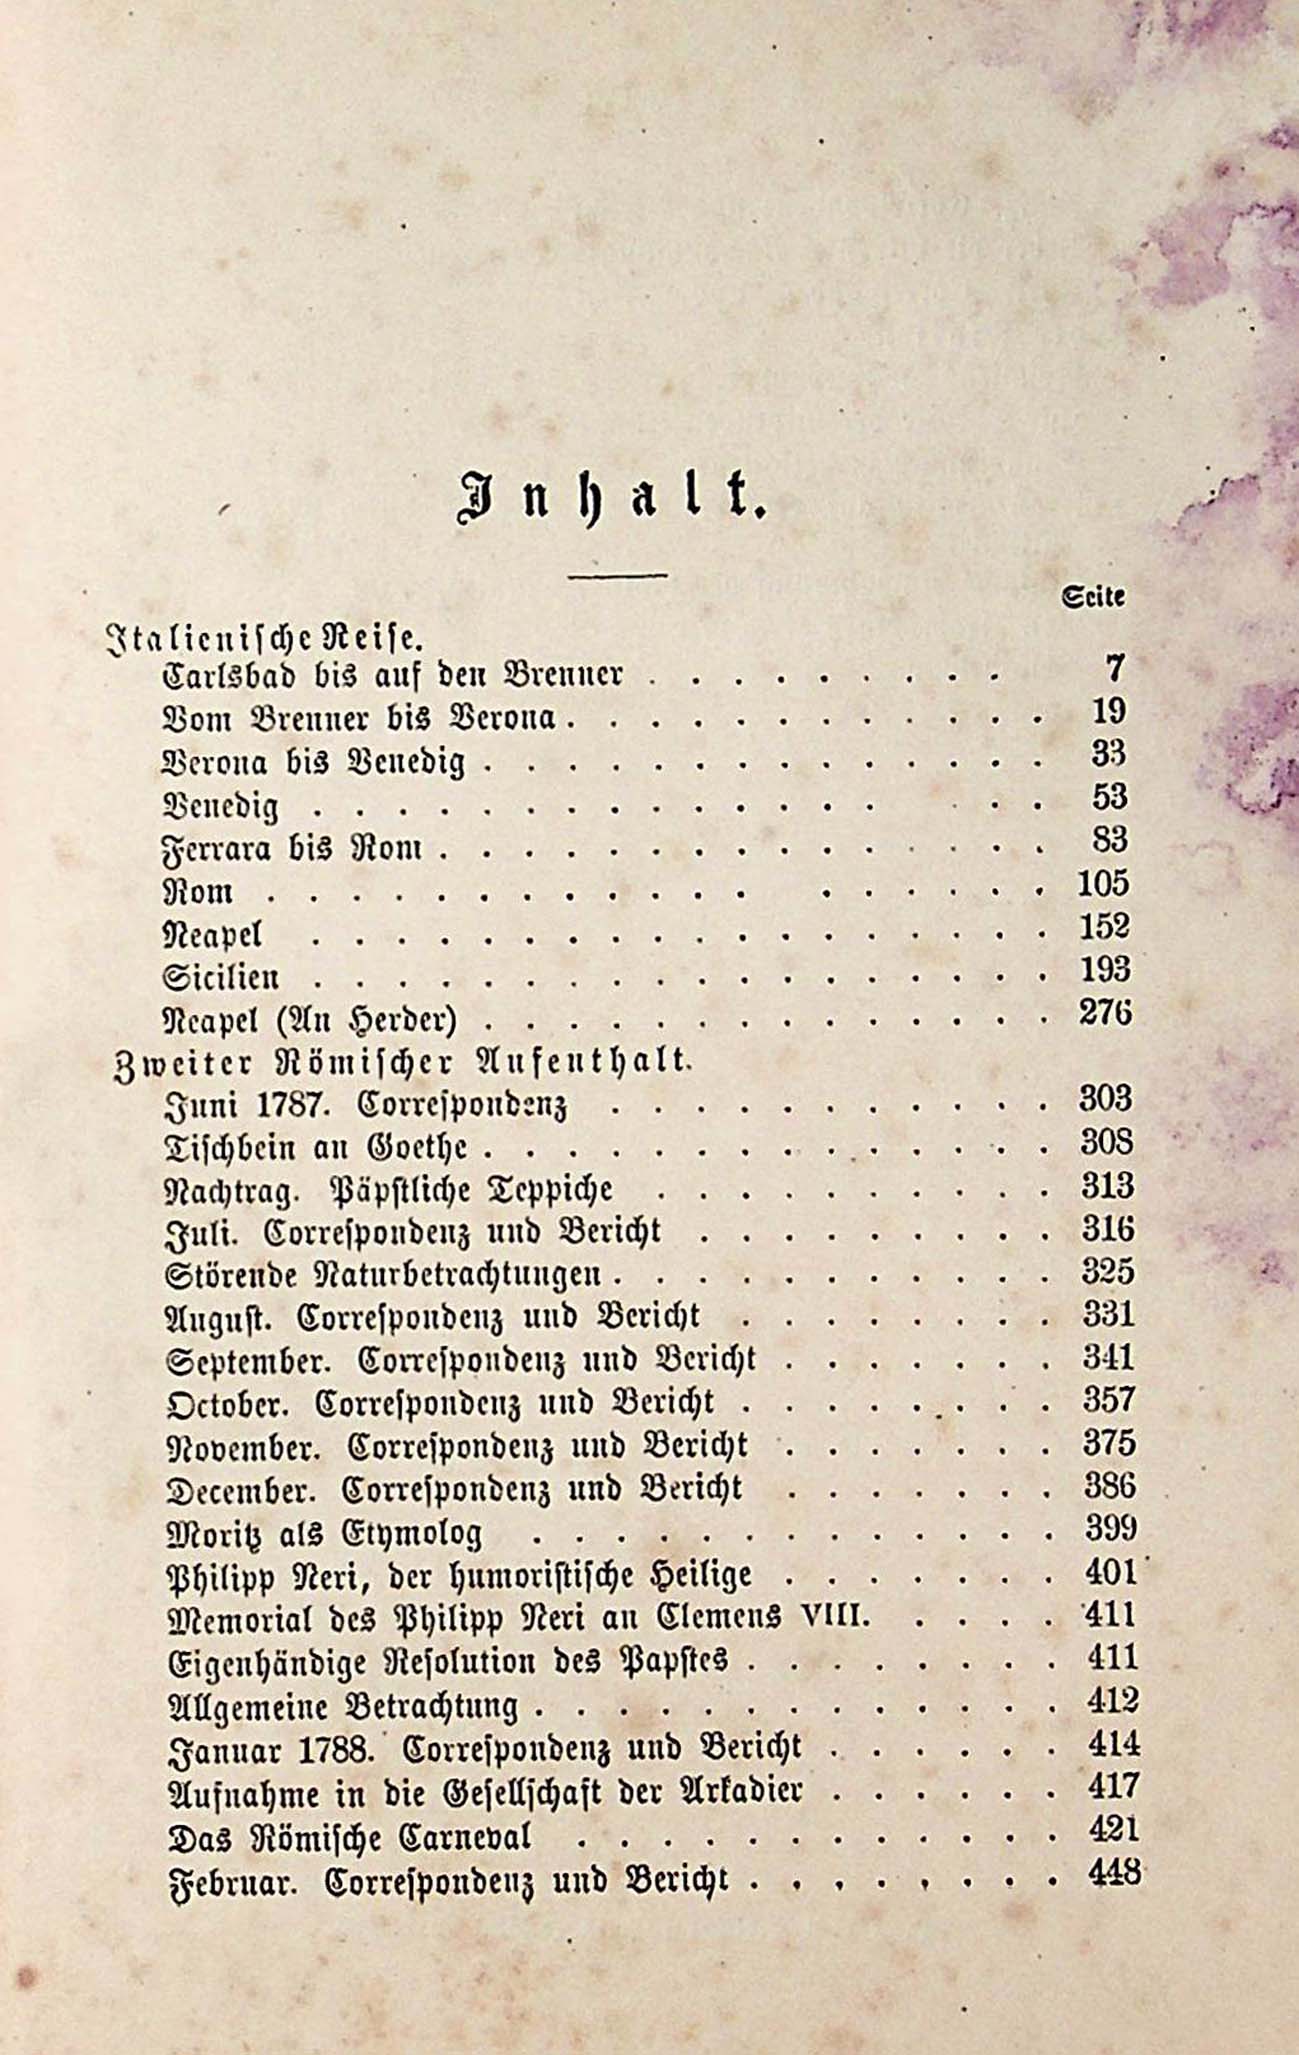 Inhalt.
Seite
Italienische Reise.
Carlsbad bis auf den Brenner . . . . . . . . . 7
Vom Brenner bis Verona . . . . . . . . . . . . 19
Verona bis Venedig . . . . . . . . . . . . . . 33
Venedig . . . . . . . . . . . . . . . . 53
Ferrara bis Rom . . . . . . . . . . . . . . . 83
Rom . . . . . . . . . . . . . . . . . . 105
Neapel . . . . . . . . . . . . . . . . . . 152
Sicilien . . . . . . . . . . . . . . . . . . 193
Neapel (An Herder) . . . . . . . . . . . . . . 276
Zweiter Römischer Aufenthalt.
Juni 1787. Correspondenz . . . . . . . . . . . 303
Tischbein an Goethe . . . . . . . . . . . . . . 308
Nachtrag. Päpstliche Teppiche . . . . . . . . . . 313
Juli. Correspondenz und Bericht . . . . . . . . . 316
Störende Naturbetrachtungen . . . . . . . . . . . 325
August. Correspondenz und Bericht . . . . . . . . 331
September. Correspondenz und Bericht . . . . . . . 341
October. Correspondenz und Bericht . . . . . . . . 357
November. Correspondenz und Bericht . . . . . . . 375
December. Correspondenz und Bericht . . . . . . . 386
Moritz als Etymolog . . . . . . . . . . . . . 399
Philipp Neri, der humoristische Heilige . . . . . . . 401
Memorial des Philipp Neri an Clemens VIII. . . . . 411
Eigenhändige Resolution des Papstes . . . . . . . . 411
Allgemeine Betrachtung . . . . . . . . . . . . . 412
Januar 1788. Correspondenz und Bericht . . . . . . 414
Aufnahme in die Gesellschaft der Arkadier . . . . . . 417
Das Römische Carneval . . . . . . . . . . . . 421
Februar. Correspondenz und Bericht . . . . . . . . 448